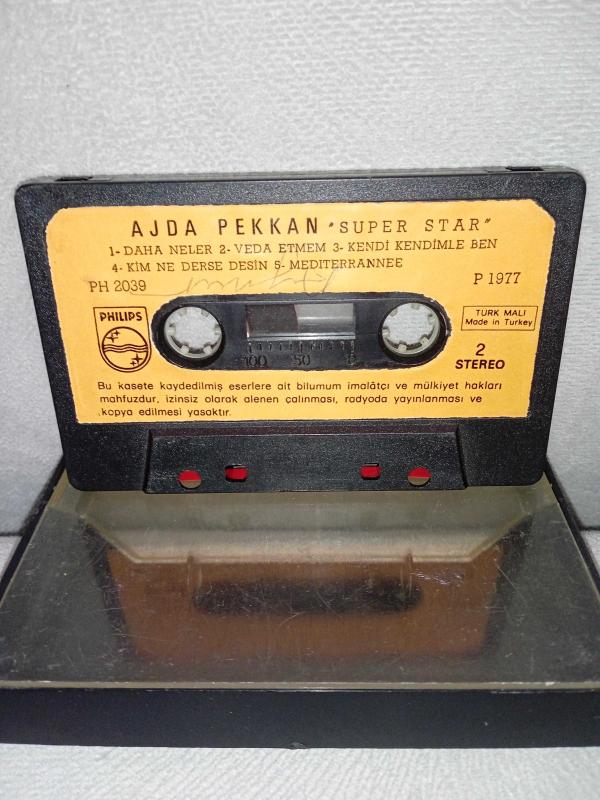 AJDA PEKKAN "SUPER STAR"
1- DAHA NELER 2- VEDA ETMEM 3- KENDİ KENDİMLE BEN
4- KİM NE DERSE DESİN 5- MEDITERRANNEE
PH 2039
P 1977
PHILIPS
TÜRK MALI
Made in Turkey
100 50 0
2
STEREO
Bu kasete kaydedilmiş eserlere ait bilumum imalâtçı ve mülkiyet hakları
mahfuzdur, izinsiz olarak alenen çalınması, radyoda yayınlanması ve
kopya edilmesi yasaktır.